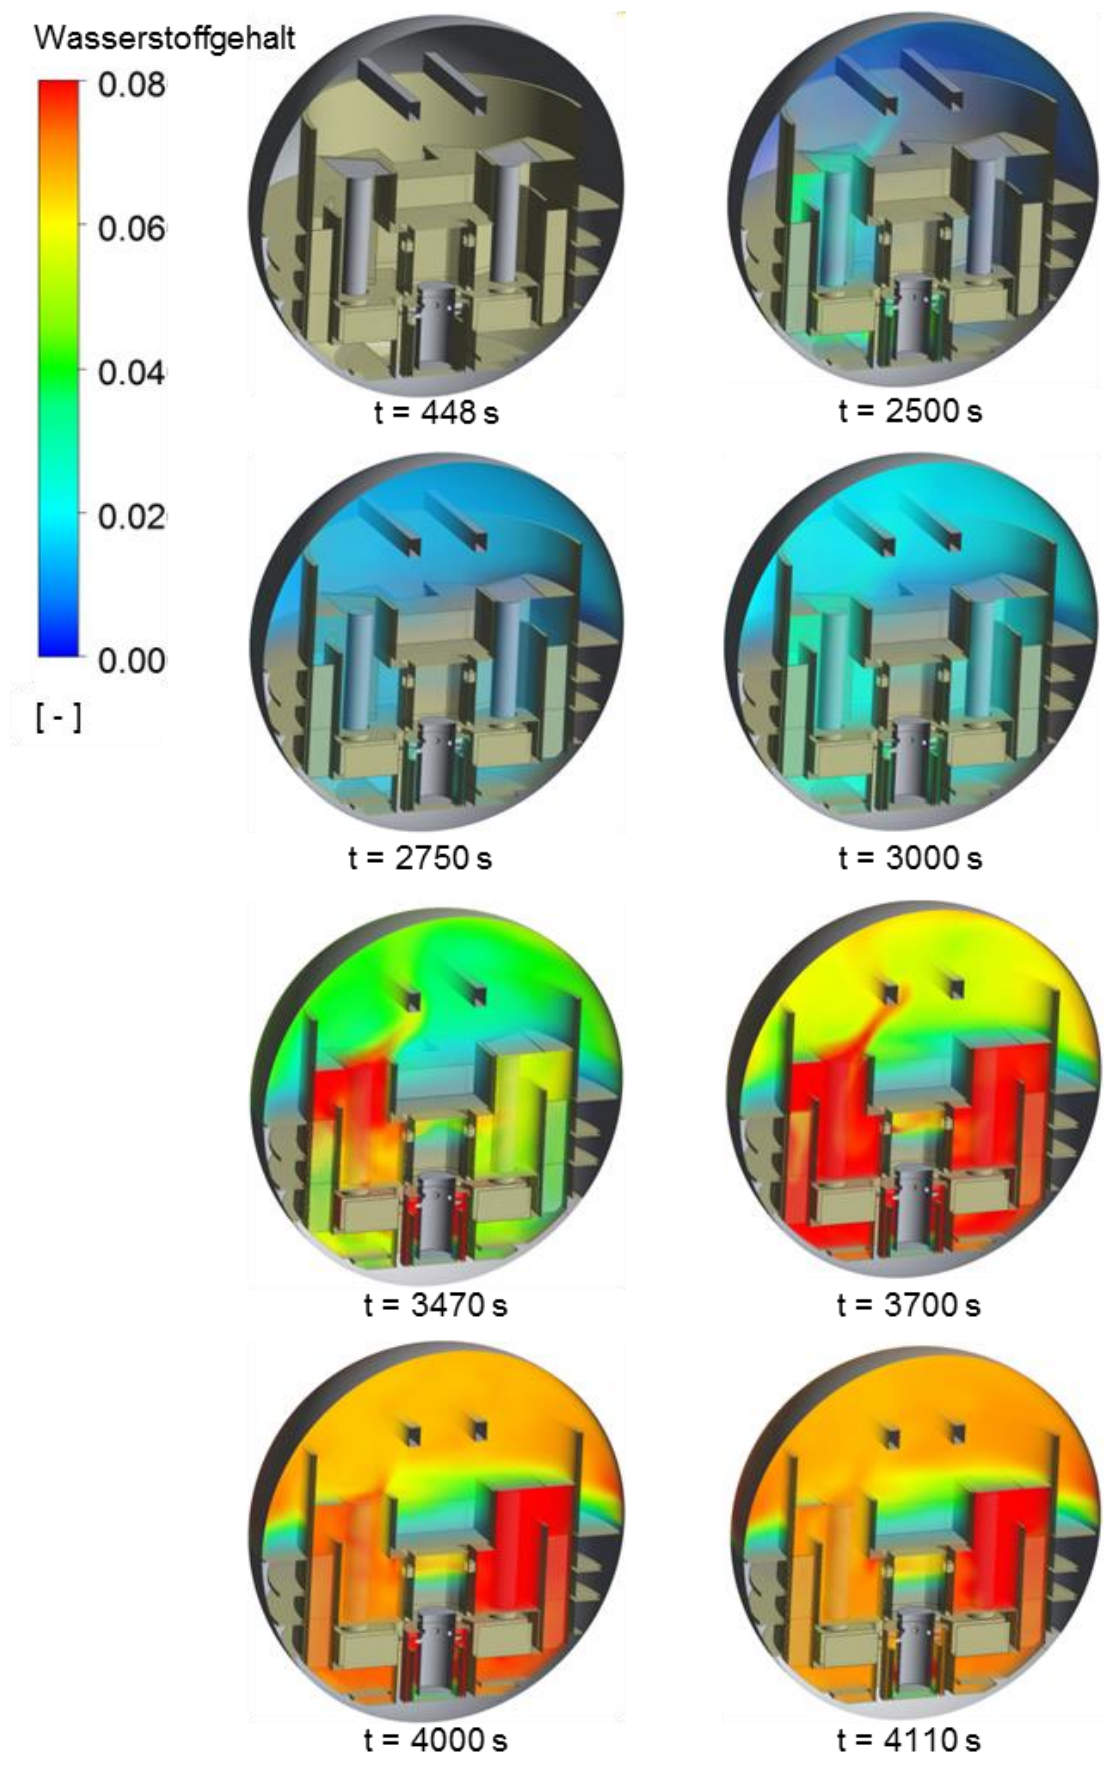 Wasserstoffgehalt
0.08
0.06
0.04
0.02
0.00
[ - ]
t = 448 s
t = 2500 s
t = 2750 s
t = 3000 s
t = 3470 s
t = 3700 s
t = 4000 s
t = 4110 s